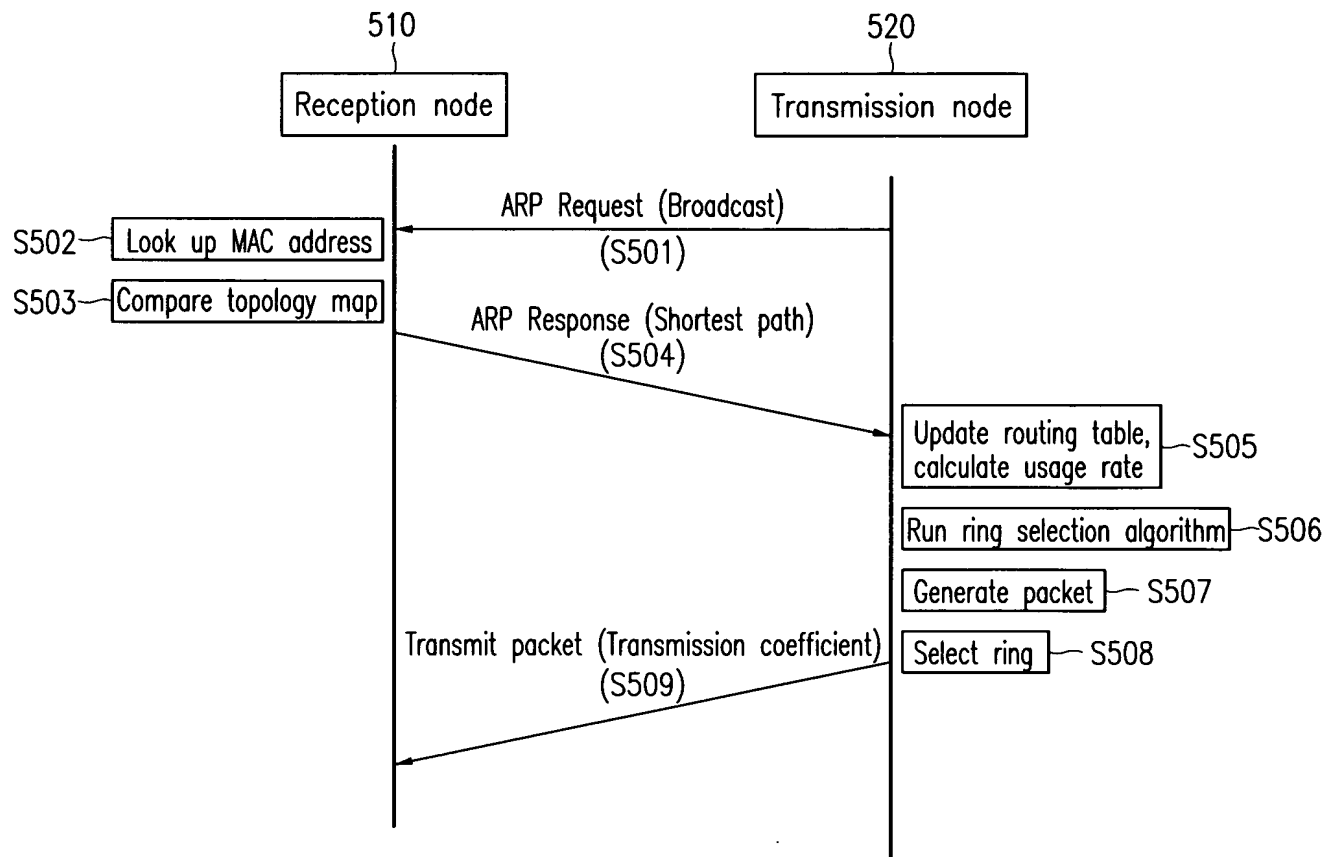 510
520
Reception node
Transmission node
ARP Request (Broadcast)
(S501)
S502
Look up MAC address
S503
Compare topology map
ARP Response (Shortest path)
(S504)
Update routing table,
calculate usage rate
S505
Run ring selection algorithm
S506
Generate packet
S507
Transmit packet (Transmission coefficient)
(S509)
Select ring
S508